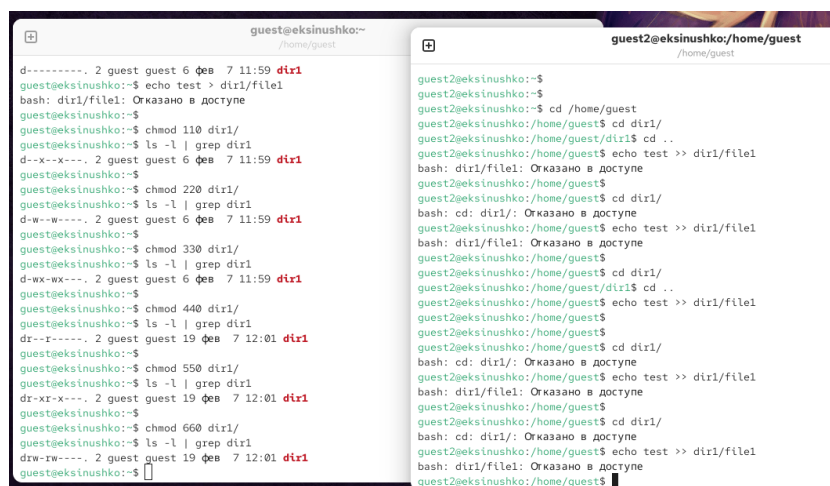 guest@eksinushko:~
/home/guest
d---------. 2 guest guest 6 фев  7 11:59 dir1
guest@eksinushko:~$ echo test > dir1/file1
bash: dir1/file1: Отказано в доступе
guest@eksinushko:~$
guest@eksinushko:~$ chmod 110 dir1/
guest@eksinushko:~$ ls -l | grep dir1
d--x--x---. 2 guest guest 6 фев  7 11:59 dir1
guest@eksinushko:~$
guest@eksinushko:~$ chmod 220 dir1/
guest@eksinushko:~$ ls -l | grep dir1
d-w--w----. 2 guest guest 6 фев  7 11:59 dir1
guest@eksinushko:~$
guest@eksinushko:~$ chmod 330 dir1/
guest@eksinushko:~$ ls -l | grep dir1
d-wx-wx---. 2 guest guest 6 фев  7 11:59 dir1
guest@eksinushko:~$
guest@eksinushko:~$ chmod 440 dir1/
guest@eksinushko:~$ ls -l | grep dir1
dr--r-----. 2 guest guest 19 фев  7 12:01 dir1
guest@eksinushko:~$
guest@eksinushko:~$ chmod 550 dir1/
guest@eksinushko:~$ ls -l | grep dir1
dr-xr-x---. 2 guest guest 19 фев  7 12:01 dir1
guest@eksinushko:~$
guest@eksinushko:~$ chmod 660 dir1/
guest@eksinushko:~$ ls -l | grep dir1
drw-rw----. 2 guest guest 19 фев  7 12:01 dir1
guest@eksinushko:~$
guest2@eksinushko:/home/guest
/home/guest
guest2@eksinushko:~$
guest2@eksinushko:~$
guest2@eksinushko:~$ cd /home/guest
guest2@eksinushko:/home/guest$ cd dir1/
guest2@eksinushko:/home/guest/dir1$ cd ..
guest2@eksinushko:/home/guest$ echo test >> dir1/file1
bash: dir1/file1: Отказано в доступе
guest2@eksinushko:/home/guest$
guest2@eksinushko:/home/guest$ cd dir1/
bash: cd: dir1/: Отказано в доступе
guest2@eksinushko:/home/guest$ echo test >> dir1/file1
bash: dir1/file1: Отказано в доступе
guest2@eksinushko:/home/guest$
guest2@eksinushko:/home/guest$ cd dir1/
guest2@eksinushko:/home/guest/dir1$ cd ..
guest2@eksinushko:/home/guest$ echo test >> dir1/file1
guest2@eksinushko:/home/guest$
guest2@eksinushko:/home/guest$
guest2@eksinushko:/home/guest$ cd dir1/
bash: cd: dir1/: Отказано в доступе
guest2@eksinushko:/home/guest$ echo test >> dir1/file1
bash: dir1/file1: Отказано в доступе
guest2@eksinushko:/home/guest$
guest2@eksinushko:/home/guest$ cd dir1/
bash: cd: dir1/: Отказано в доступе
guest2@eksinushko:/home/guest$ echo test >> dir1/file1
bash: dir1/file1: Отказано в доступе
guest2@eksinushko:/home/guest$